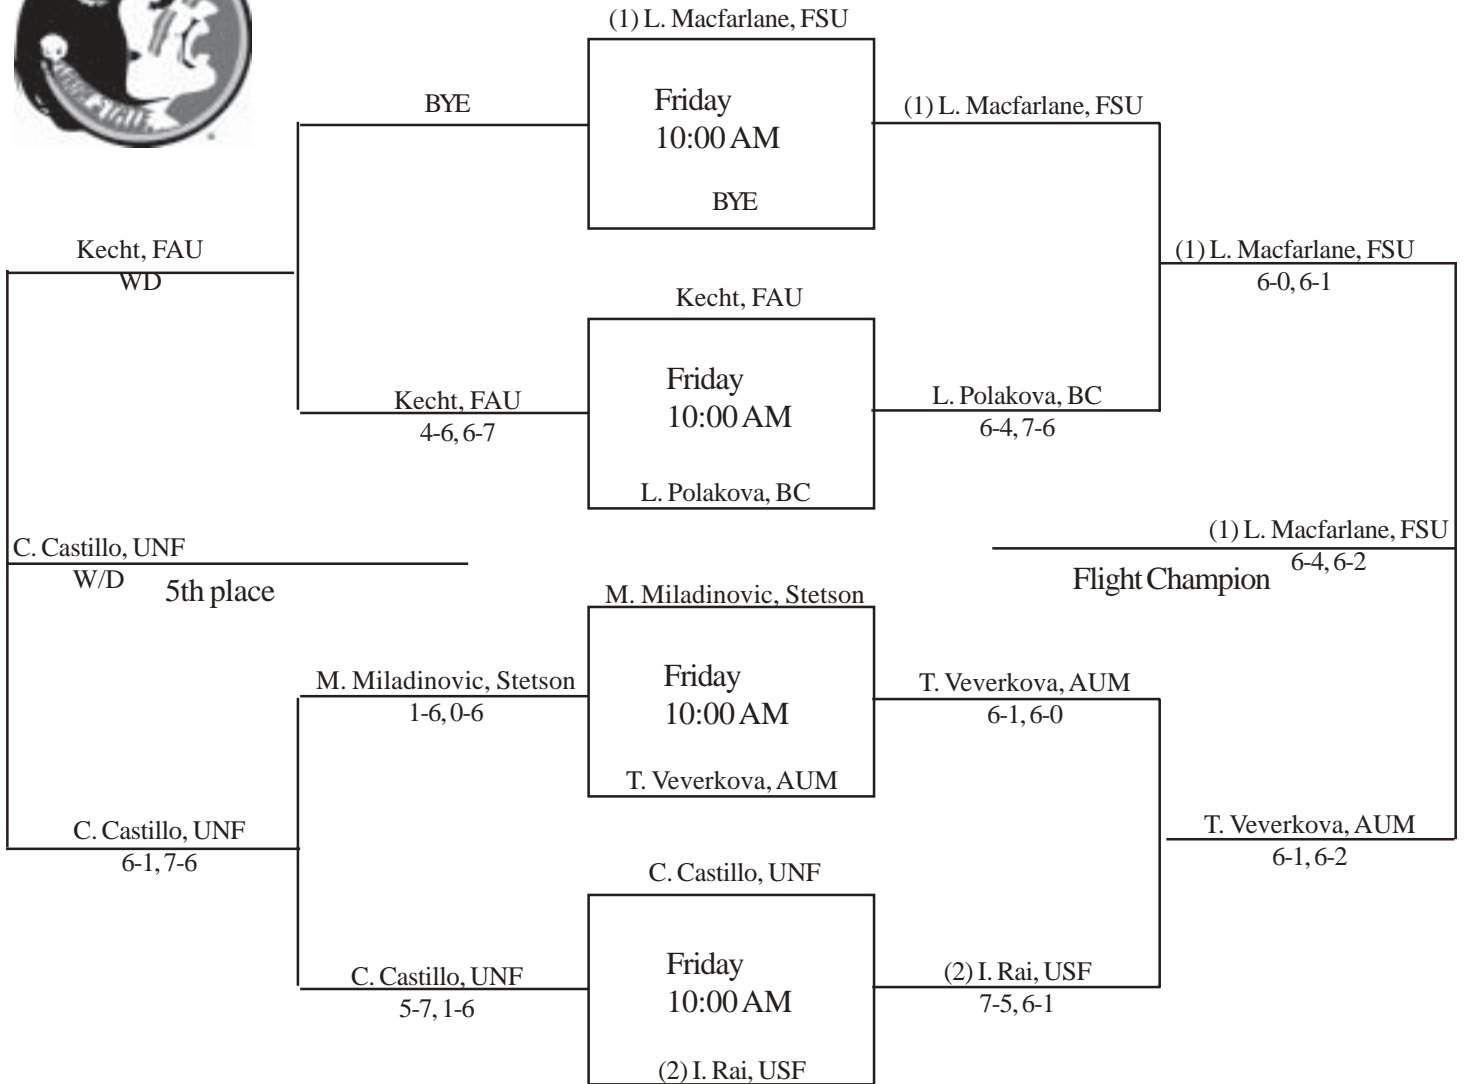 (1) L. Macfarlane, FSU
BYE
Friday
10:00 AM
(1) L. Macfarlane, FSU
BYE
Kecht, FAU
WD
(1) L. Macfarlane, FSU
6-0, 6-1
Kecht, FAU
Friday
10:00 AM
Kecht, FAU
4-6, 6-7
L. Polakova, BC
6-4, 7-6
L. Polakova, BC
C. Castillo, UNF
W/D
5th place
(1) L. Macfarlane, FSU
6-4, 6-2
Flight Champion
M. Miladinovic, Stetson
M. Miladinovic, Stetson
1-6, 0-6
Friday
10:00 AM
T. Veverkova, AUM
6-1, 6-0
T. Veverkova, AUM
C. Castillo, UNF
6-1, 7-6
T. Veverkova, AUM
6-1, 6-2
C. Castillo, UNF
Friday
10:00 AM
C. Castillo, UNF
5-7, 1-6
(2) I. Rai, USF
7-5, 6-1
(2) I. Rai, USF